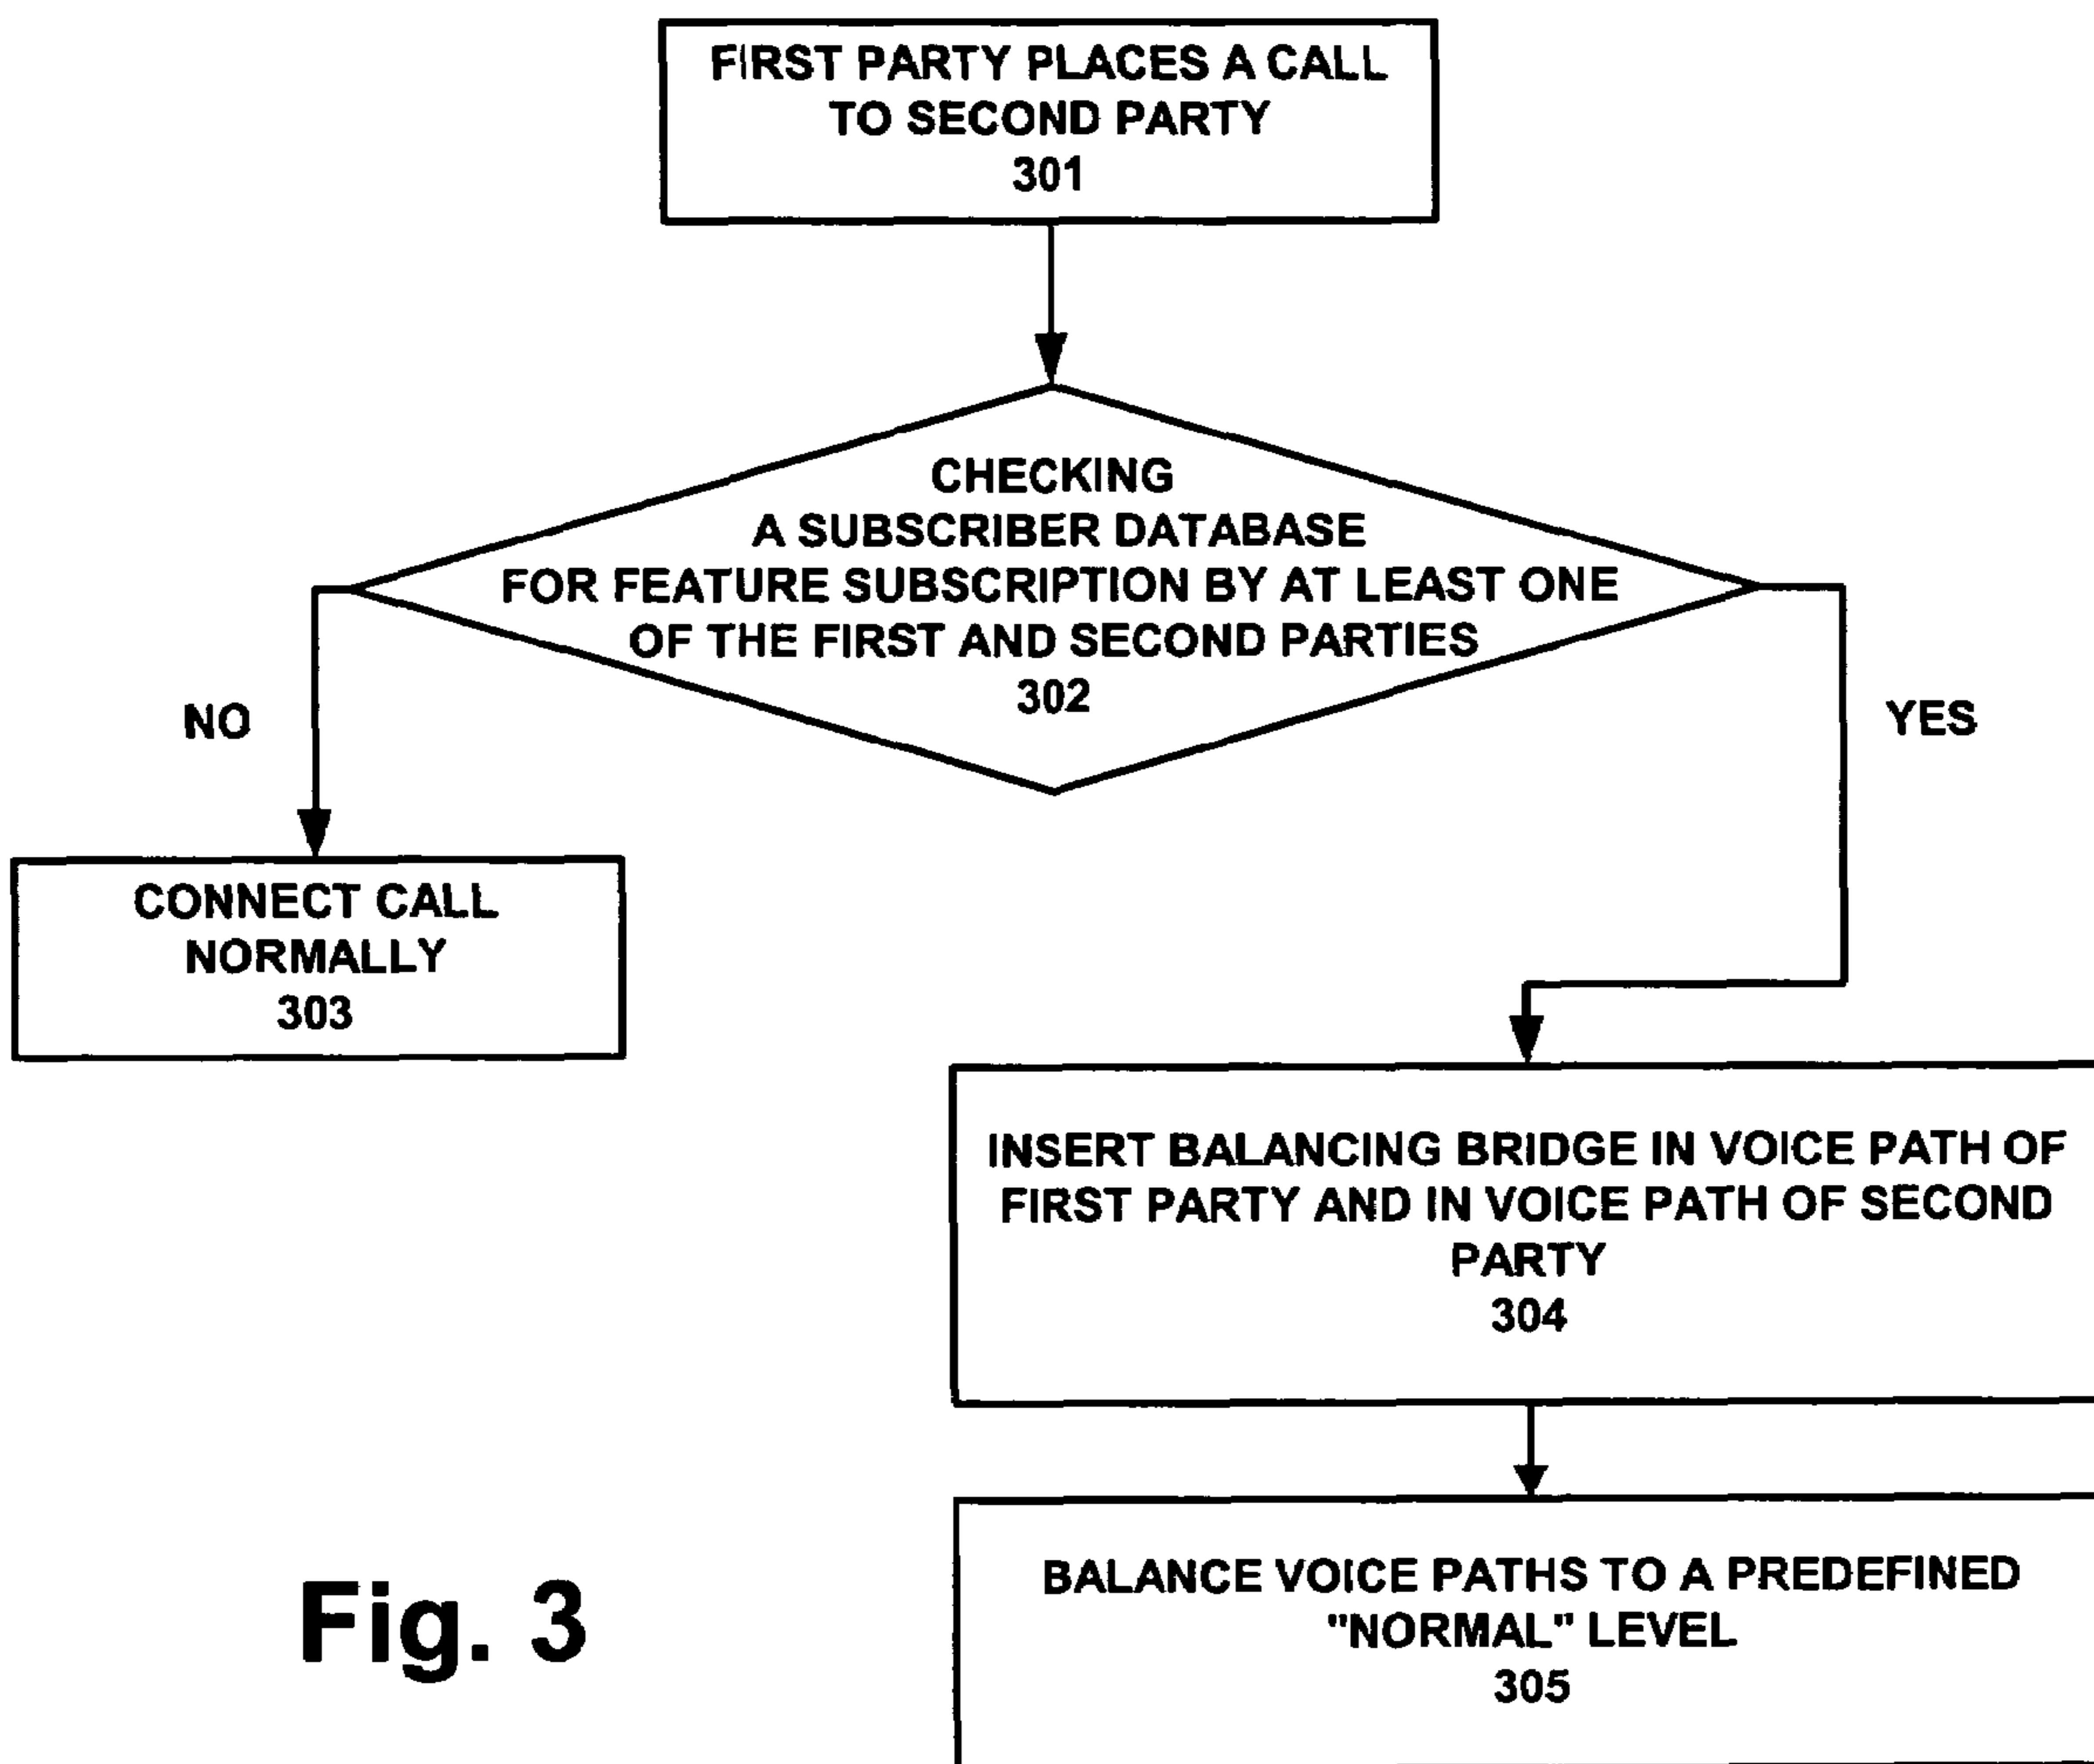 FIRST PARTY PLACES A CALL
TO SECOND PARTY
301
CHECKING
A SUBSCRIBER DATABASE
FOR FEATURE SUBSCRIPTION BY AT LEAST ONE
OF THE FIRST AND SECOND PARTIES
302
NO
YES
CONNECT CALL
NORMALLY
303
INSERT BALANCING BRIDGE IN VOICE PATH OF
FIRST PARTY AND IN VOICE PATH OF SECOND
PARTY
304
BALANCE VOICE PATHS TO A PREDEFINED
"NORMAL" LEVEL
305
Fig. 3